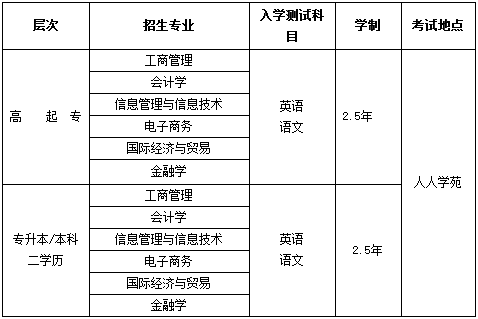 层次 招生专业 入学测试科目 学制 考试地点
高 起 专
工商管理
会计学
信息管理与信息技术
电子商务
国际经济与贸易
金融学
英语
语文
2.5年
人人学苑
专升本/本科
二学历
工商管理
会计学
信息管理与信息技术
电子商务
国际经济与贸易
金融学
英语
语文
2.5年